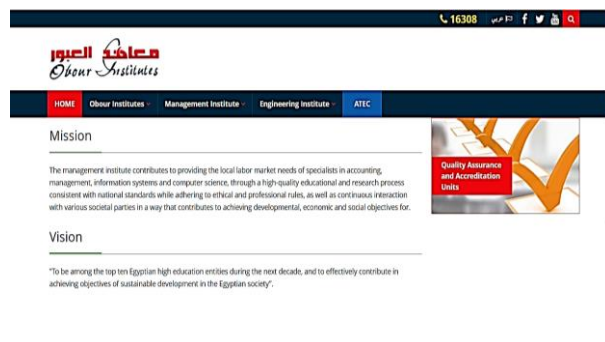 16308 عربي
معاهد العبور
Obour Institutes
HOME Obour Institutes Management Institute Engineering Institute ATEC
Mission
The management institute contributes to providing the local labor market needs of specialists in accounting,
management, information systems and computer science, through a high-quality educational and research process
consistent with national standards while adhering to ethical and professional rules, as well as continuous interaction
with various societal parties in a way that contributes to achieving developmental, economic and social objectives for.
Quality Assurance
and Accreditation
Units
Vision
"To be among the top ten Egyptian high education entities during the next decade, and to effectively contribute in
achieving objectives of sustainable development in the Egyptian society".